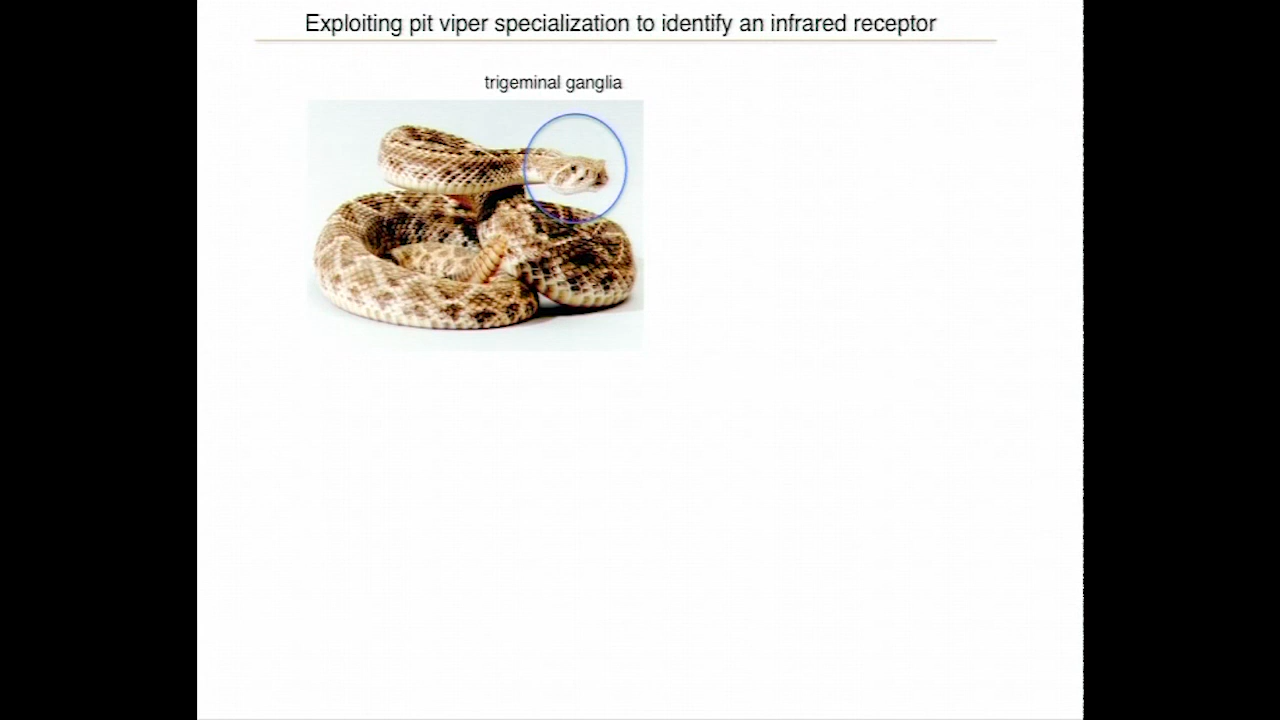 Exploiting pit viper specialization to identify an infrared receptor
trigeminal ganglia